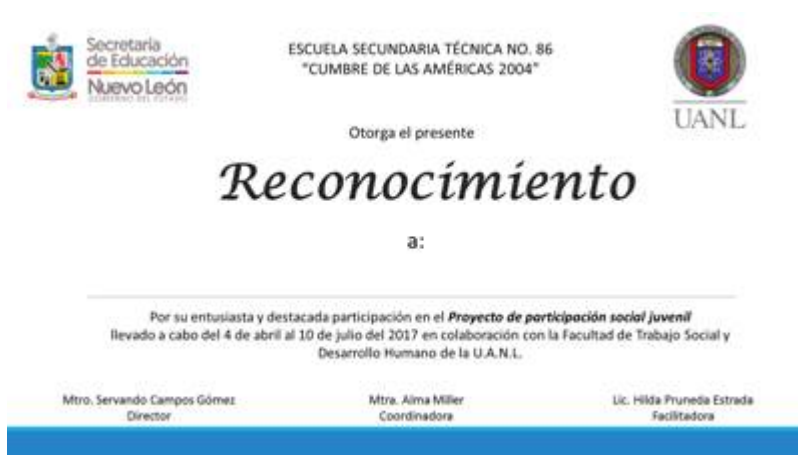 Secretaría
de Educación
Nuevo León
GOBIERNO DEL ESTADO
ESCUELA SECUNDARIA TÉCNICA NO. 86
"CUMBRE DE LAS AMÉRICAS 2004"
UANL
Otorga el presente
Reconocimiento
a:
Por su entusiasta y destacada participación en el Proyecto de participación social juvenil
llevado a cabo del 4 de abril al 10 de julio del 2017 en colaboración con la Facultad de Trabajo Social y
Desarrollo Humano de la U.A.N.L.
Mtro. Servando Campos Gómez
Director
Mtra. Alma Miller
Coordinadora
Lic. Hilda Pruneda Estrada
Facilitadora